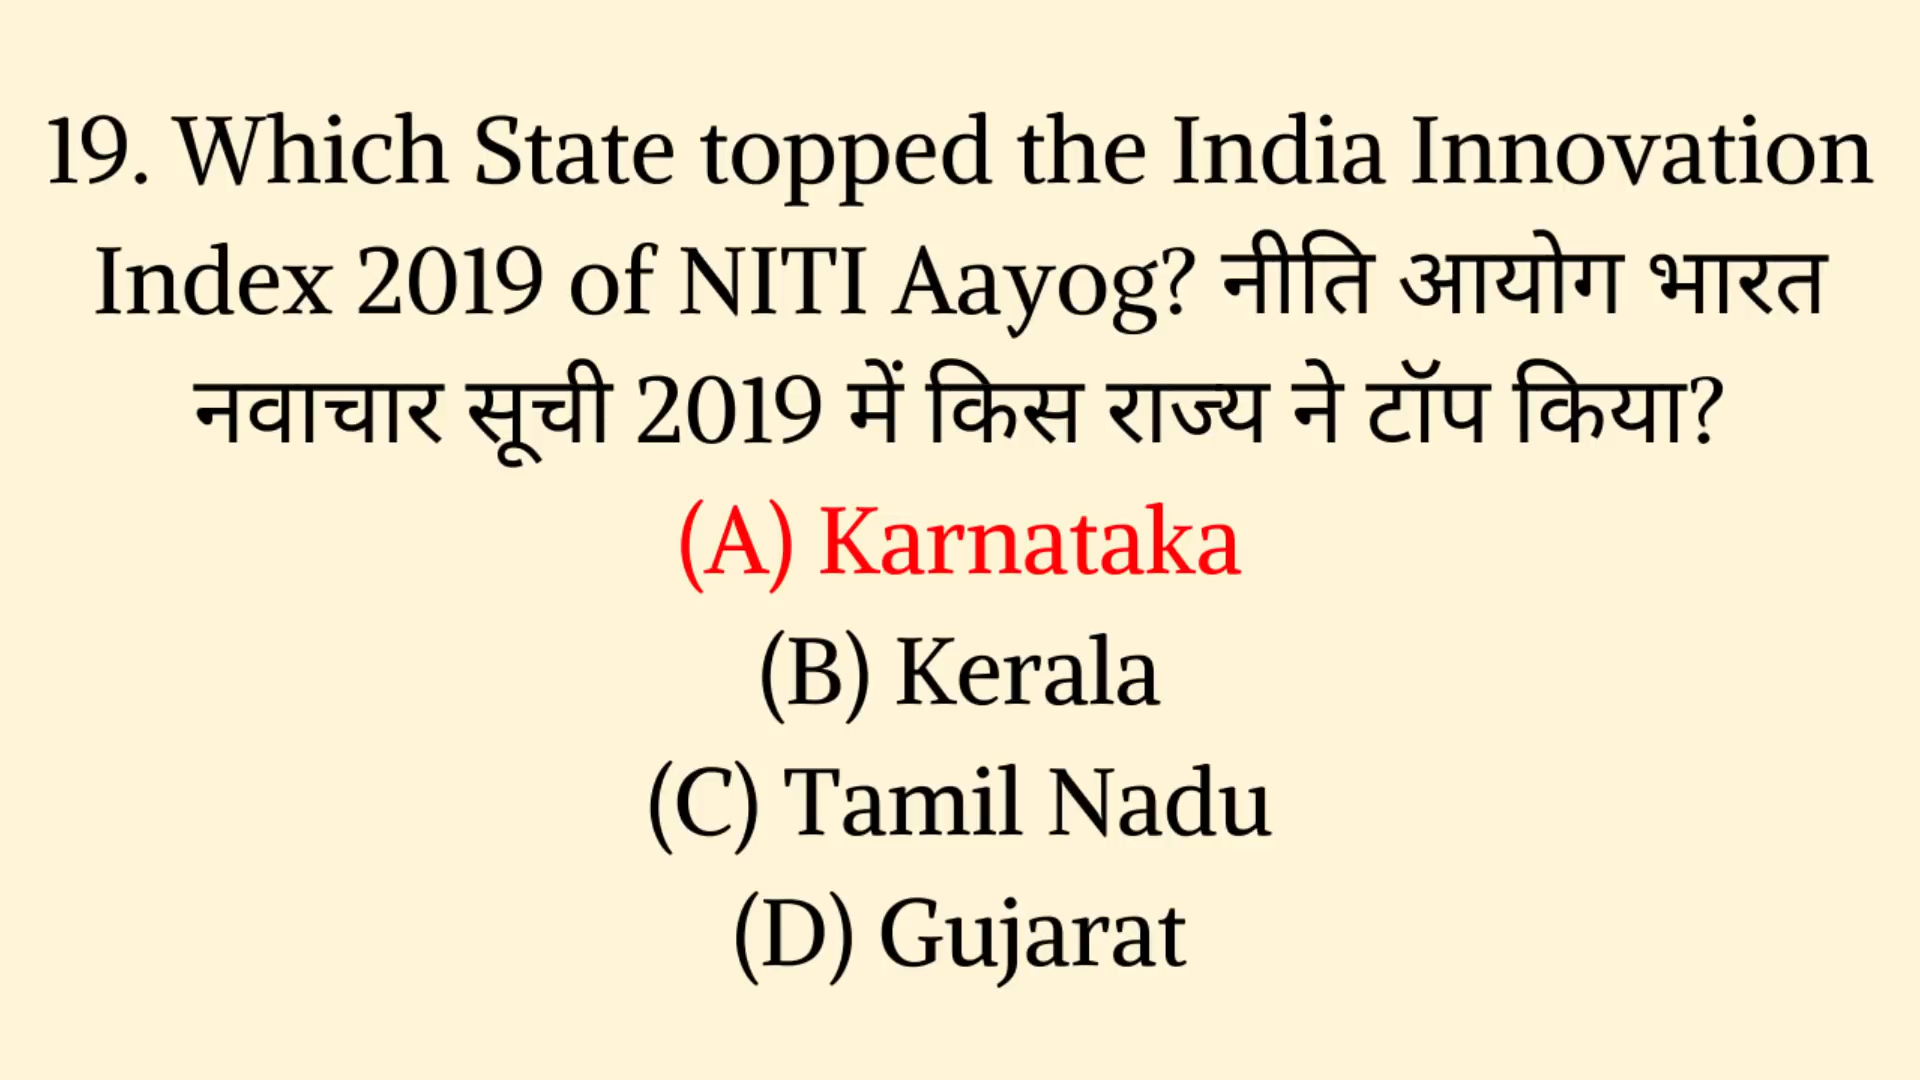 19. Which State topped the India Innovation
Index 2019 of NITI Aayog? नीति आयोग भारत
नवाचार सूची 2019 में किस राज्य ने टॉप किया?
(A) Karnataka
(B) Kerala
(C) Tamil Nadu
(D) Gujarat